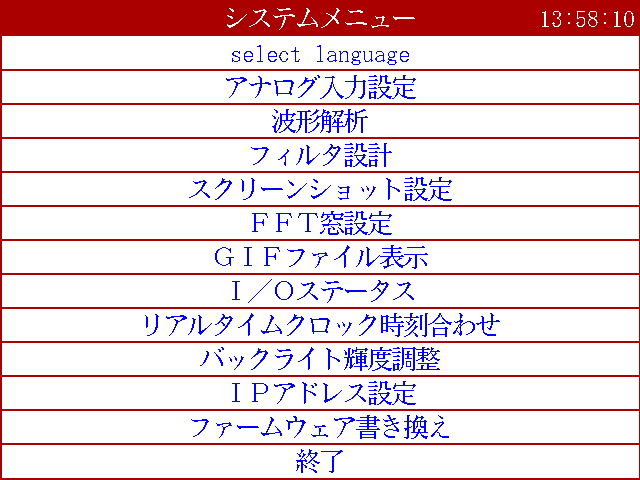 システムメニュー 13:58:10
select language
アナログ入力設定
波形解析
フィルタ設計
スクリーンショット設定
ＦＦＴ窓設定
ＧＩＦファイル表示
Ｉ／Ｏステータス
リアルタイムクロック時刻合わせ
バックライト輝度調整
ＩＰアドレス設定
ファームウェア書き換え
終了